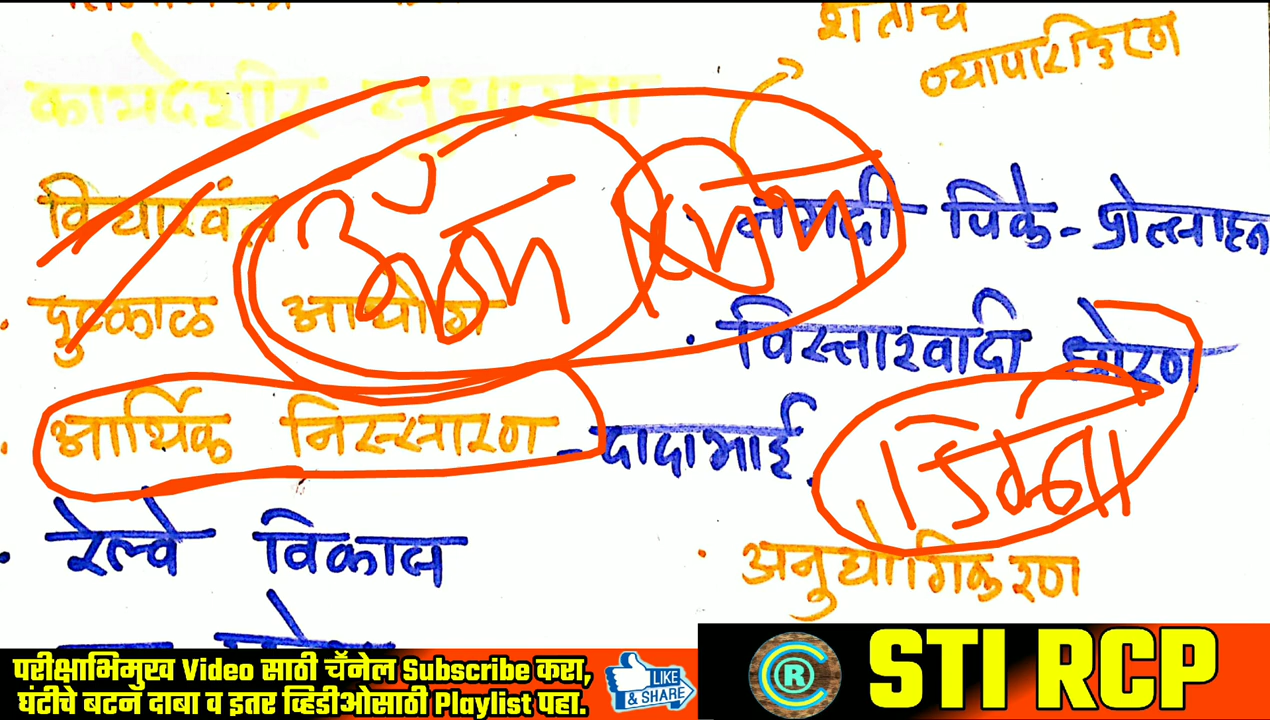 शेतीचे
व्यापारीकरण
कायदेशीर सुधारणा
विचारवंत
नगदी पिके - प्रोत्साहन
दुष्काळ आयोग
विस्तारवादी धोरण
आर्थिक निस्सारण - दादाभाई
रेल्वे विकास
अनुद्योगिकरण
परीक्षाभिमुख Video साठी चॅनेल Subscribe करा,
घंटीचे बटन दाबा व इतर व्हिडीओसाठी Playlist पहा.
LIKE
& SHARE
R
STI RCP